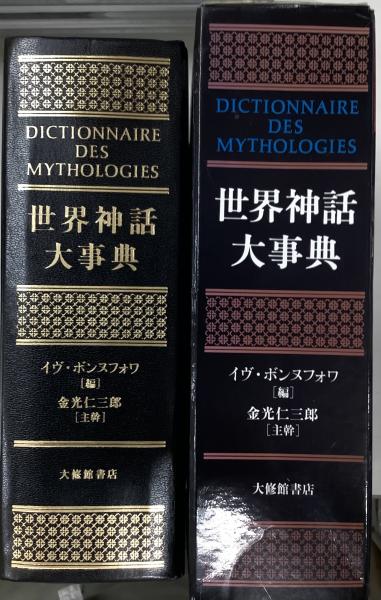 DICTIONNAIRE
DES
MYTHOLOGIES
世界神話
大事典
イヴ・ボンヌフォワ
[編]
金光仁三郎
[主幹]
大修館書店
DICTIONNAIRE
DES
MYTHOLOGIES
世界神話
大事典
イヴ・ボンヌフォワ
[編]
金光仁三郎
[主幹]
大修館書店